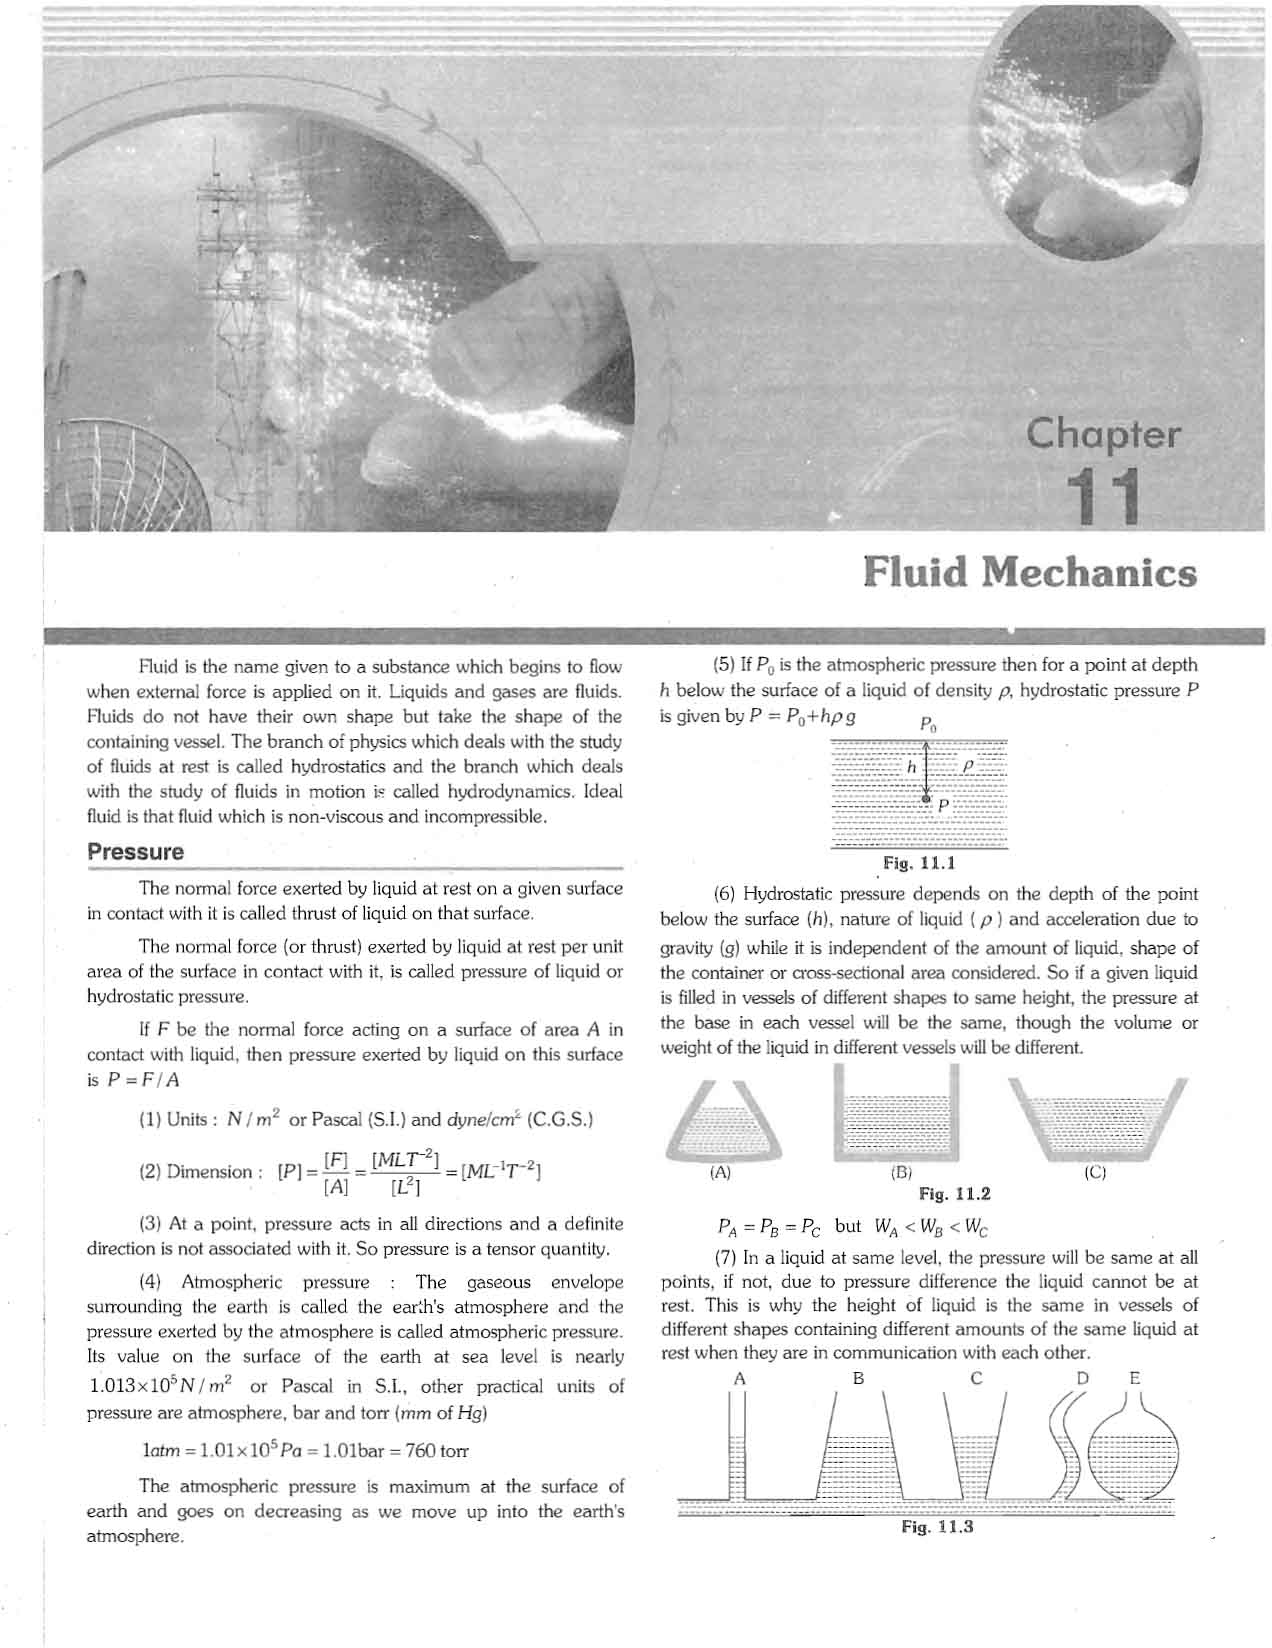 Chapter
11
Fluid Mechanics
Fluid is the name given to a substance which begins to flow
when external force is applied on it. Liquids and gases are fluids.
Fluids do not have their own shape but take the shape of the
containing vessel. The branch of physics which deals with the study
of fluids at rest is called hydrostatics and the branch which deals
with the study of fluids in motion is called hydrodynamics. Ideal
fluid is that fluid which is non-viscous and incompressible.
Pressure
The normal force exerted by liquid at rest on a given surface
in contact with it is called thrust of liquid on that surface.
The normal force (or thrust) exerted by liquid at rest per unit
area of the surface in contact with it, is called pressure of liquid or
hydrostatic pressure.
If F be the normal force acting on a surface of area A in
contact with liquid, then pressure exerted by liquid on this surface
is P = F / A
(1) Units : N / m² or Pascal (S.I.) and dyne/cm² (C.G.S.)
(2) Dimension : [P] = [F]/[A] = [MLT⁻²]/[L²] = [ML⁻¹T⁻²]
(3) At a point, pressure acts in all directions and a definite
direction is not associated with it. So pressure is a tensor quantity.
(4) Atmospheric pressure : The gaseous envelope
surrounding the earth is called the earth's atmosphere and the
pressure exerted by the atmosphere is called atmospheric pressure.
Its value on the surface of the earth at sea level is nearly
1.013×10⁵ N / m² or Pascal in S.I., other practical units of
pressure are atmosphere, bar and torr (mm of Hg)
1atm = 1.01×10⁵ Pa = 1.01bar = 760 torr
The atmospheric pressure is maximum at the surface of
earth and goes on decreasing as we move up into the earth's
atmosphere.
(5) If P₀ is the atmospheric pressure then for a point at depth
h below the surface of a liquid of density ρ, hydrostatic pressure P
is given by P = P₀+hρg
P₀
h ρ
P
Fig. 11.1
(6) Hydrostatic pressure depends on the depth of the point
below the surface (h), nature of liquid ( ρ ) and acceleration due to
gravity (g) while it is independent of the amount of liquid, shape of
the container or cross-sectional area considered. So if a given liquid
is filled in vessels of different shapes to same height, the pressure at
the base in each vessel will be the same, though the volume or
weight of the liquid in different vessels will be different.
(A) (B) (C)
Fig. 11.2
P_A = P_B = P_C but W_A < W_B < W_C
(7) In a liquid at same level, the pressure will be same at all
points, if not, due to pressure difference the liquid cannot be at
rest. This is why the height of liquid is the same in vessels of
different shapes containing different amounts of the same liquid at
rest when they are in communication with each other.
A B C D E
Fig. 11.3